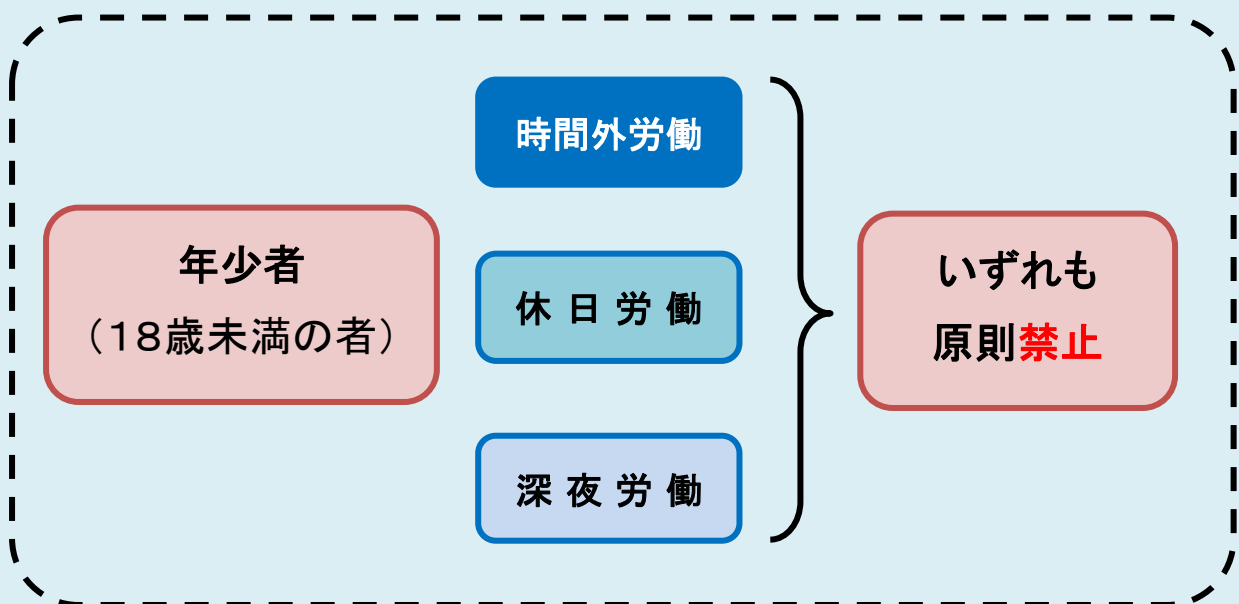 年少者
（１８歳未満の者）
時間外労働
休日労働
深夜労働
いずれも
原則禁止